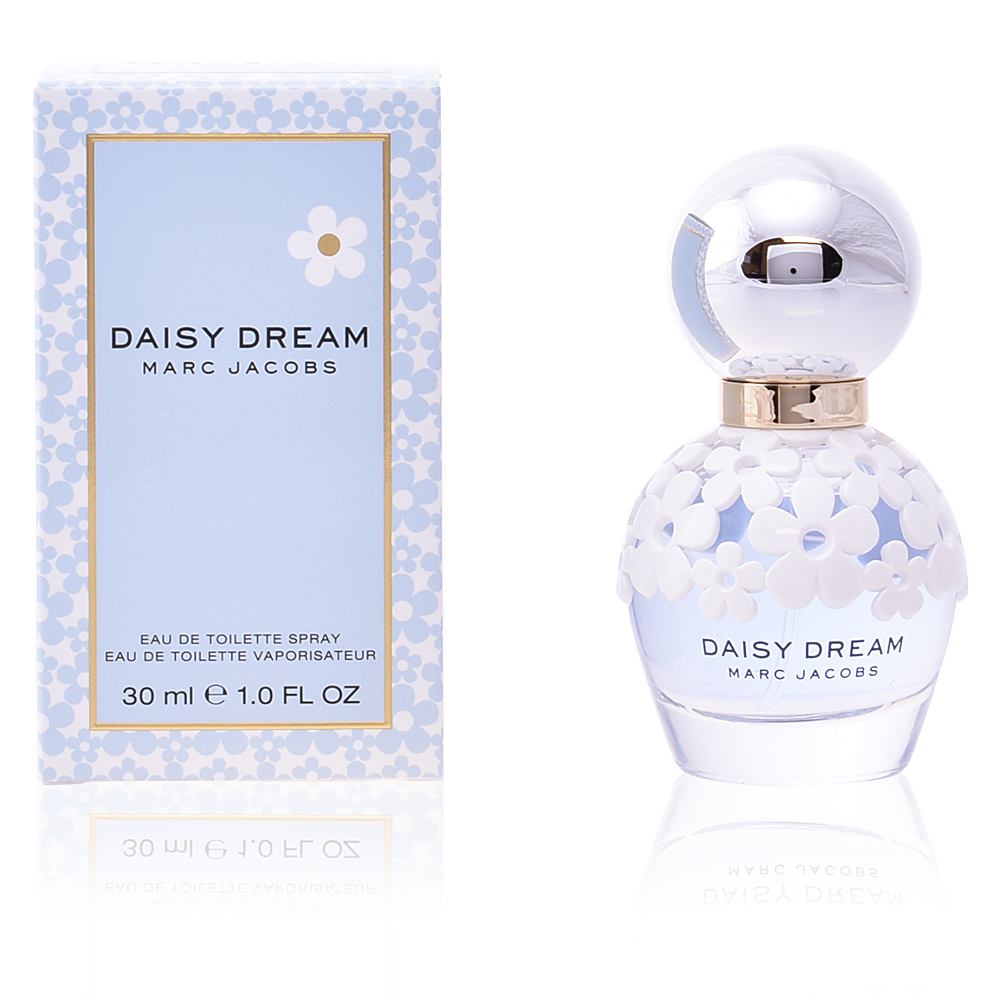 DAISY DREAM
MARC JACOBS
EAU DE TOILETTE SPRAY
EAU DE TOILETTE VAPORISATEUR
30 ml ℮ 1.0 FL OZ
DAISY DREAM
MARC JACOBS